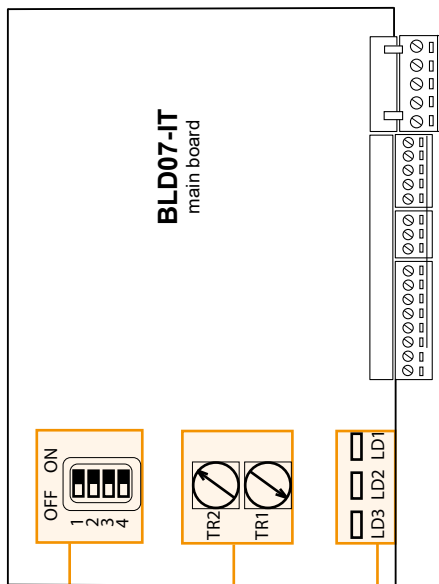 BLD07-IT
main board
OFF ON
1
2
3
4
TR2
TR1
LD1
LD2
LD3